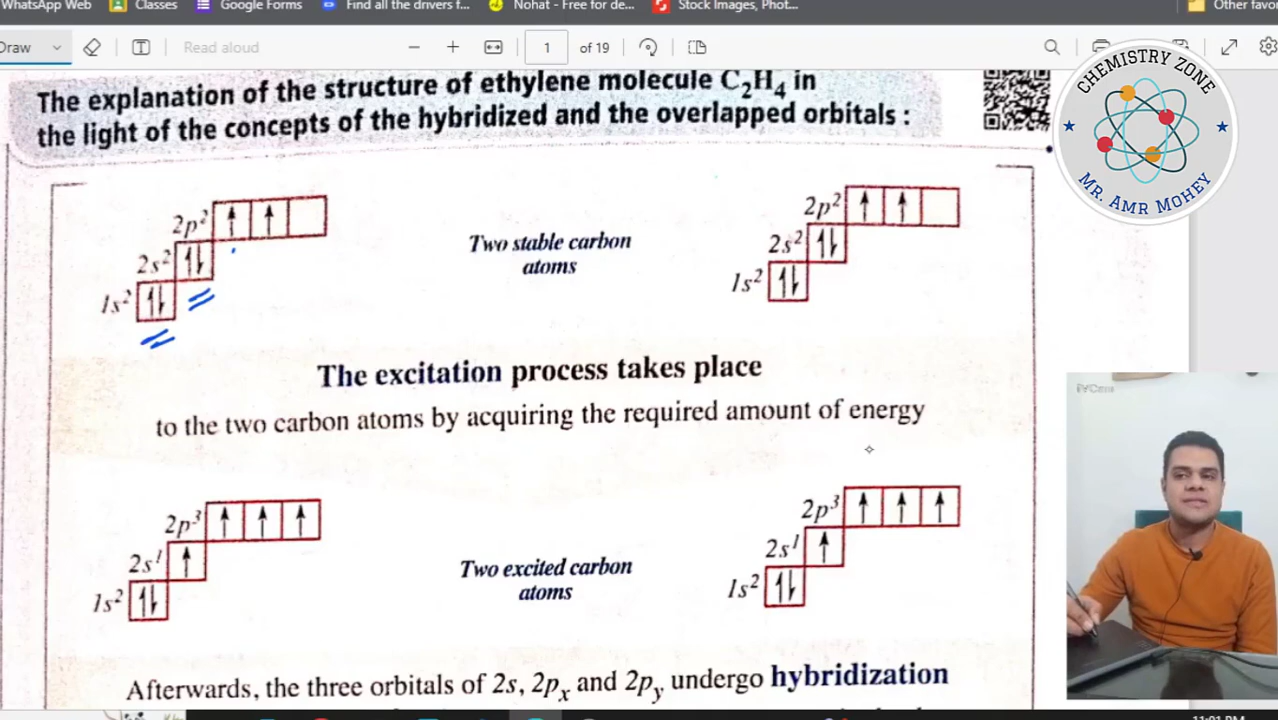 WhatsApp Web Classes Google Forms Find all the drivers f... Nohat - Free for de... Stock Images, Phot... Other favor
Draw Read aloud 1 of 19
The explanation of the structure of ethylene molecule C₂H₄ in
the light of the concepts of the hybridized and the overlapped orbitals :
CHEMISTRY ZONE
MR. AMR MOHEY
2p²
2s²
1s²
Two stable carbon
atoms
2p²
2s²
1s²
The excitation process takes place
to the two carbon atoms by acquiring the required amount of energy
2p³
2s¹
1s²
Two excited carbon
atoms
2p³
2s¹
1s²
Afterwards, the three orbitals of 2s, 2pₓ and 2p_y undergo hybridization